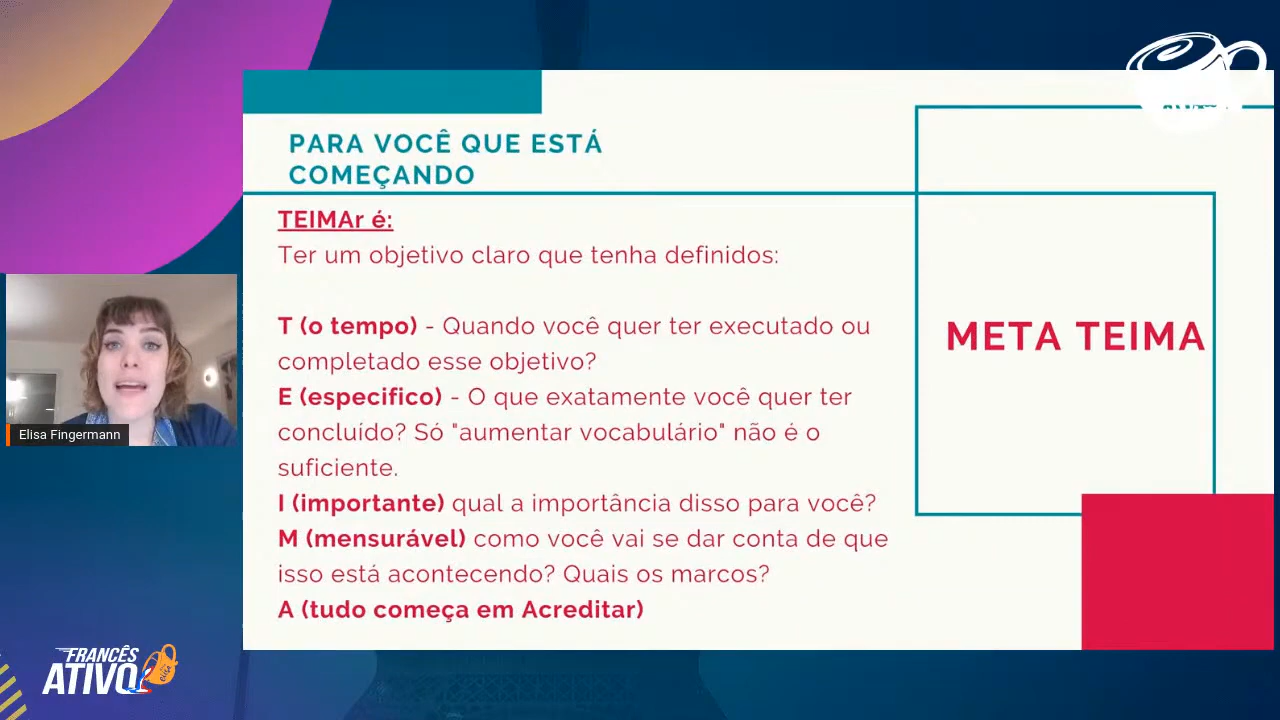 PARA VOCÊ QUE ESTÁ
COMEÇANDO
TEIMAr é:
Ter um objetivo claro que tenha definidos:
T (o tempo) - Quando você quer ter executado ou
completado esse objetivo?
E (especifico) - O que exatamente você quer ter
concluído? Só "aumentar vocabulário" não é o
suficiente.
I (importante) qual a importância disso para você?
M (mensurável) como você vai se dar conta de que
isso está acontecendo? Quais os marcos?
A (tudo começa em Acreditar)
META TEIMA
Elisa Fingermann
FRANCÊS
ATIVO